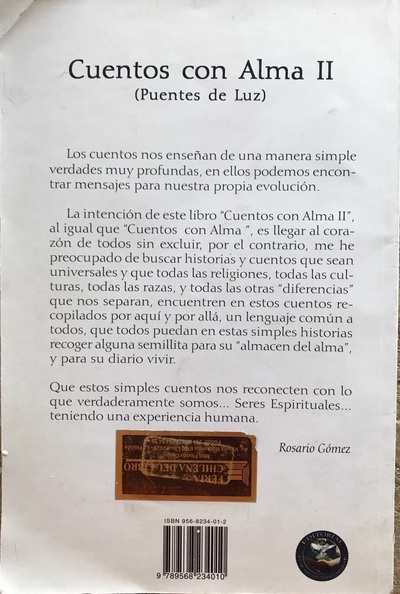 Cuentos con Alma II
(Puentes de Luz)
Los cuentos nos enseñan de una manera simple
verdades muy profundas, en ellos podemos encon-
trar mensajes para nuestra propia evolución.
La intención de este libro “Cuentos con Alma II”,
al igual que “Cuentos con Alma ”, es llegar al cora-
zón de todos sin excluir, por el contrario, me he
preocupado de buscar historias y cuentos que sean
universales y que todas las religiones, todas las cul-
turas, todas las razas, y todas las otras “diferencias”
que nos separan, encuentren en estos cuentos re-
copilados por aquí y por allá, un lenguaje común a
todos, que todos puedan en estas simples historias
recoger alguna semillita para su “almacen del alma”,
y para su diario vivir.
Que estos simples cuentos nos reconecten con lo
que verdaderamente somos... Seres Espirituales...
teniendo una experiencia humana.
Rosario Gómez
FERIA
CHILENA DEL LIBRO
ISBN 956-8234-01-2
9 789568 234010
EDITORIAL